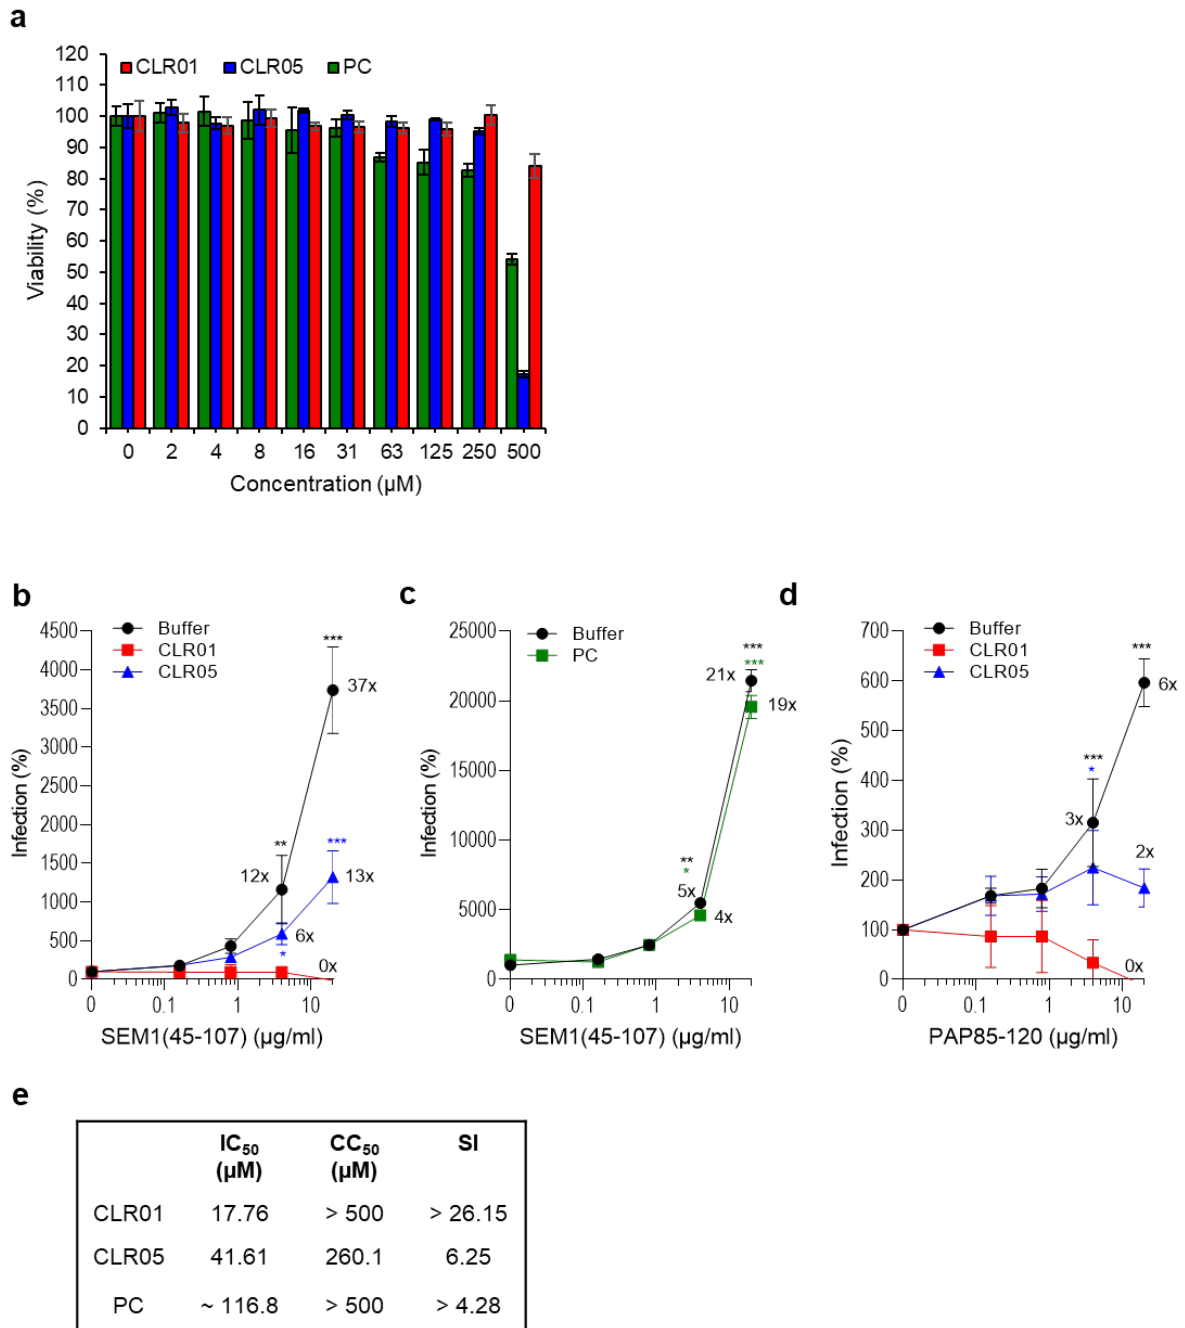 a
CLR01 CLR05 PC
120
110
100
90
80
70
60
50
40
30
20
10
0
Viability (%)
0 2 4 8 16 31 63 125 250 500
Concentration (µM)
b
Buffer
CLR01
CLR05
4500
4000
3500
3000
2500
2000
1500
1000
500
0
Infection (%)
***
37x
**
12x
***
13x
6x
*
0x
0 0.1 1 10
SEM1(45-107) (µg/ml)
c
Buffer
PC
25000
20000
15000
10000
5000
0
Infection (%)
***
***
21x
19x
**
*
5x
4x
0 0.1 1 10
SEM1(45-107) (µg/ml)
d
Buffer
CLR01
CLR05
700
600
500
400
300
200
100
0
Infection (%)
***
6x
***
*
3x
2x
0x
0 0.1 1 10
PAP85-120 (µg/ml)
e
IC50 CC50 SI
(µM) (µM)
CLR01 17.76 > 500 > 26.15
CLR05 41.61 260.1 6.25
PC ~ 116.8 > 500 > 4.28